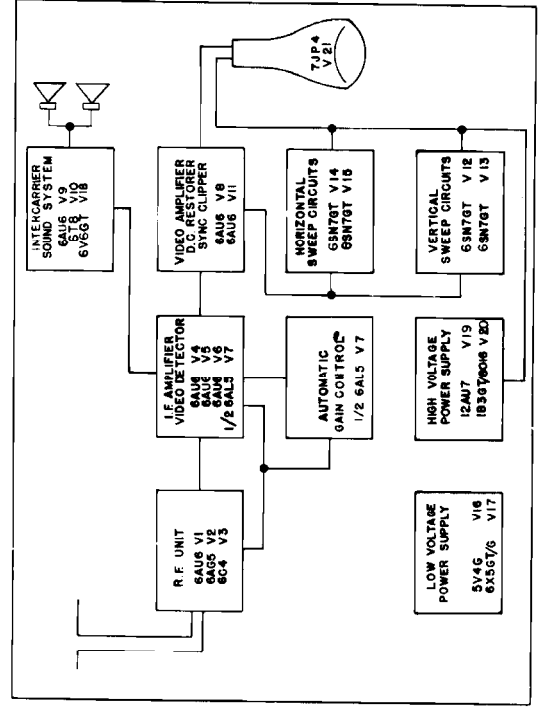 INTERCARRIER
SOUND SYSTEM
6AU6 V9
6T8 V10
6V6GT V18
R.F. UNIT
6AU6 V1
6AG5 V2
6C4 V3
I.F. AMPLIFIER
VIDEO DETECTOR
6AU6 V4
6AU6 V5
6AU6 V6
1/2 6AL5 V7
VIDEO AMPLIFIER
D.C. RESTORER
SYNC CLIPPER
6AU6 V8
6AU6 V11
7JP4
V21
AUTOMATIC
GAIN CONTROL
1/2 6AL5 V7
HORIZONTAL
SWEEP CIRCUITS
6SN7GT V14
6SN7GT V15
LOW VOLTAGE
POWER SUPPLY
5V4G V16
6X5GT/G V17
HIGH VOLTAGE
POWER SUPPLY
12AU7 V19
1B3GT/8016 V20
VERTICAL
SWEEP CIRCUITS
6SN7GT V12
6SN7GT V13